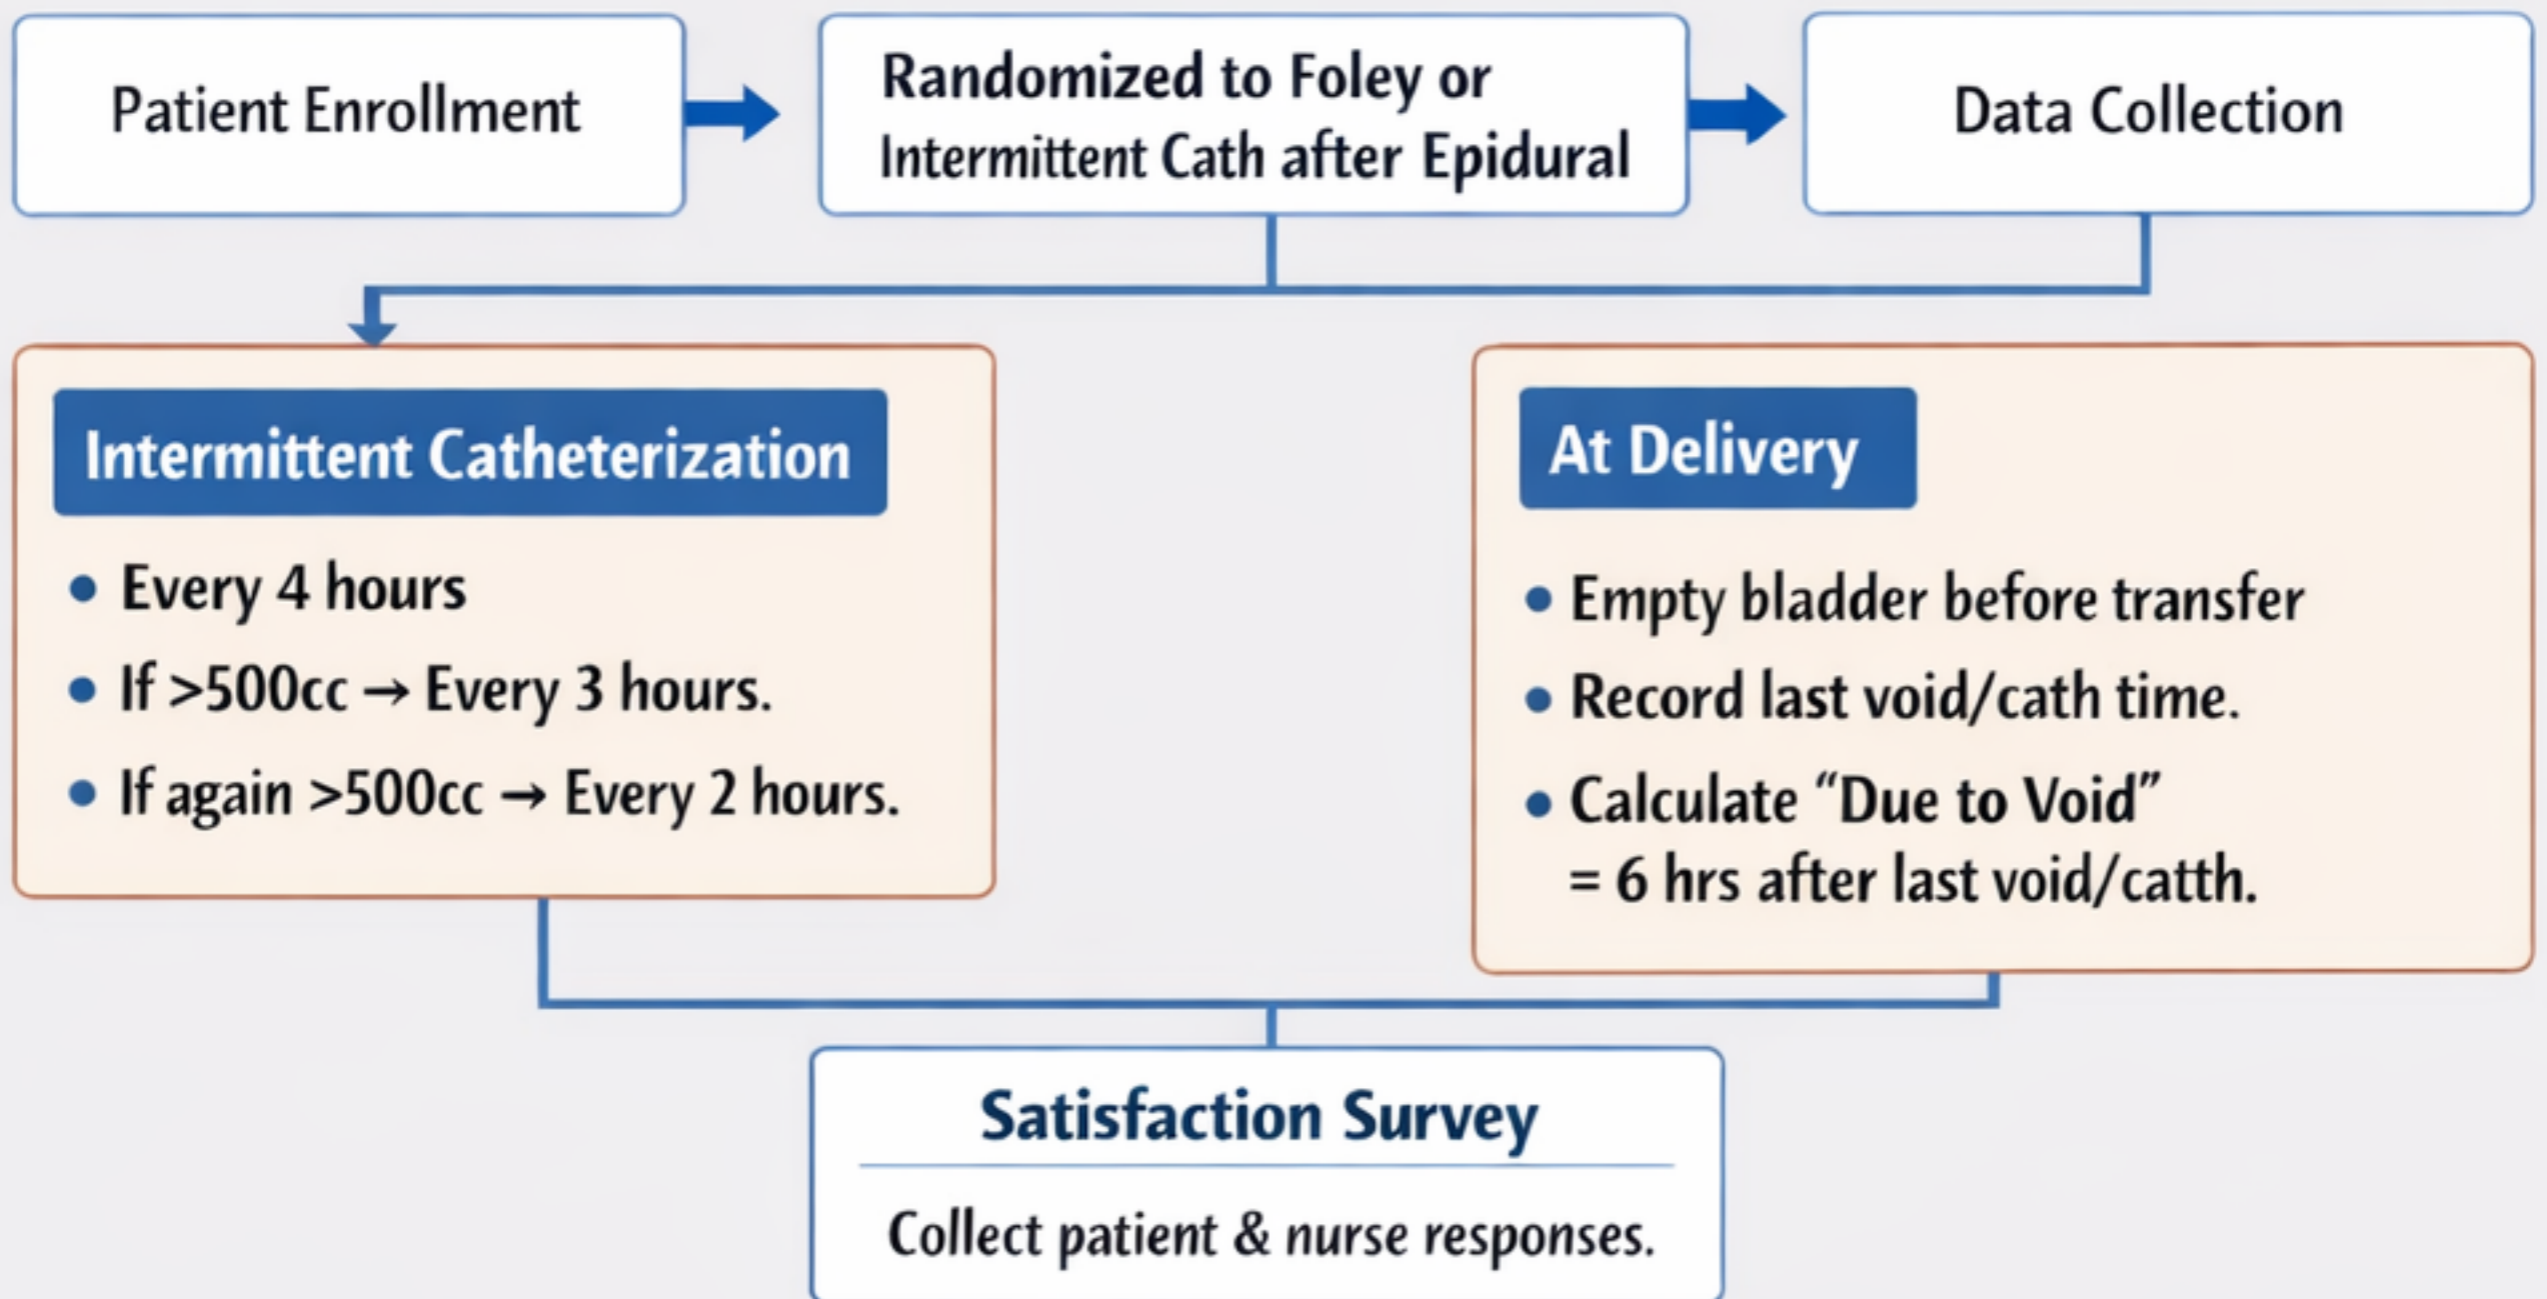 Patient Enrollment
Randomized to Foley or
Intermittent Cath after Epidural
Data Collection
Intermittent Catheterization
• Every 4 hours
• If >500cc → Every 3 hours.
• If again >500cc → Every 2 hours.
At Delivery
• Empty bladder before transfer
• Record last void/cath time.
• Calculate “Due to Void”
= 6 hrs after last void/catth.
Satisfaction Survey
Collect patient & nurse responses.